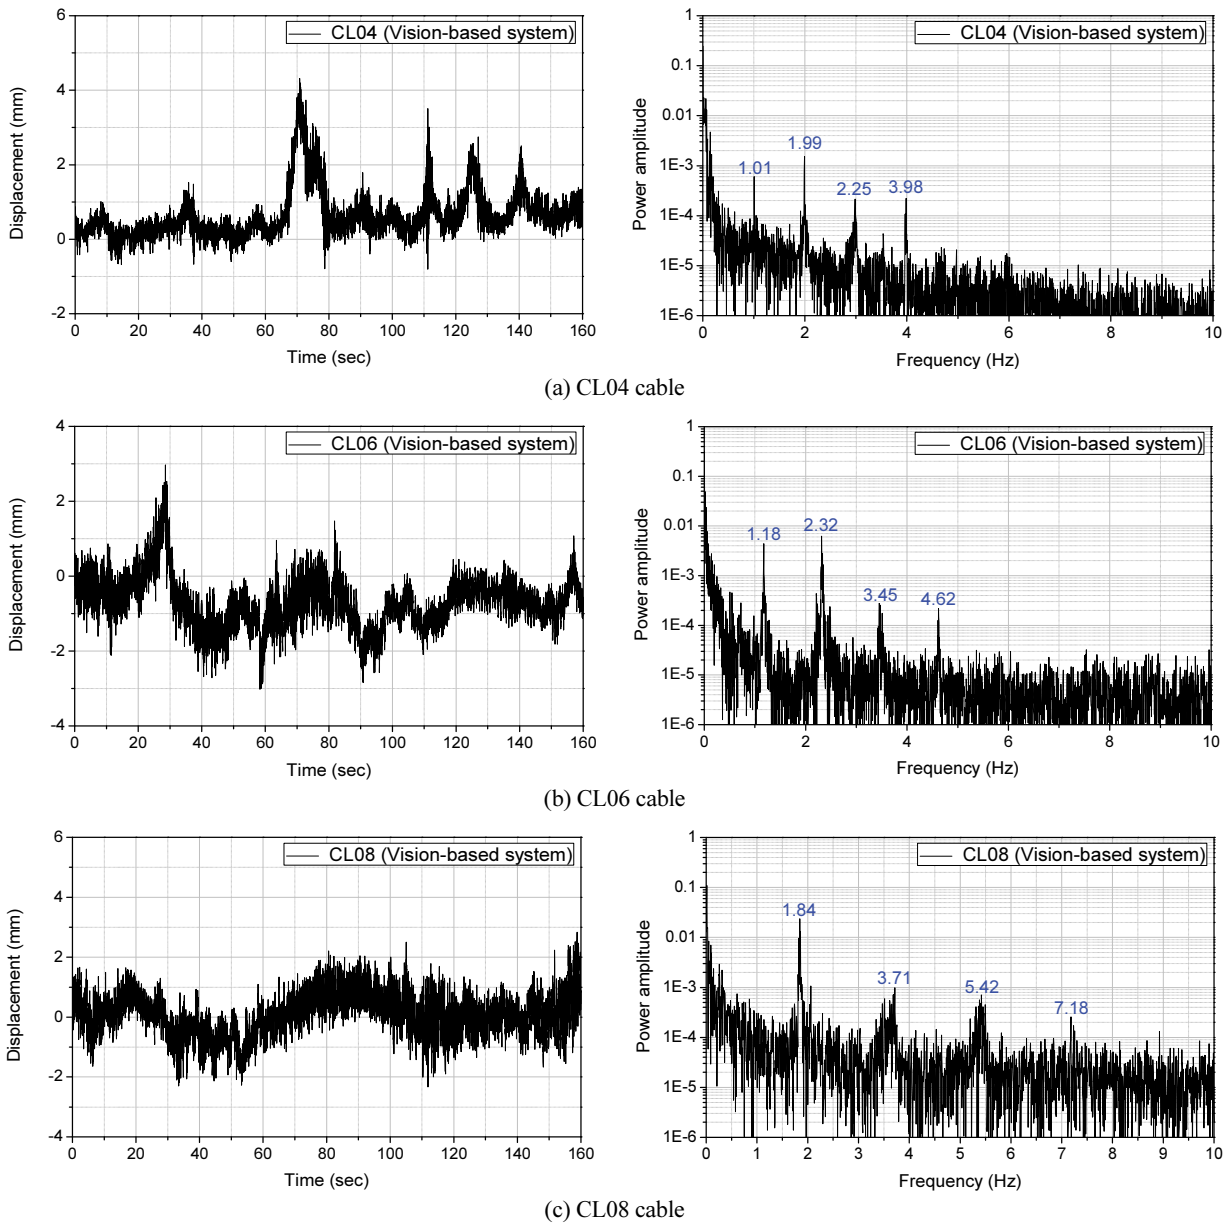 CL04 (Vision-based system)
Displacement (mm)
6
4
2
0
-2
0 20 40 60 80 100 120 140 160
Time (sec)
CL04 (Vision-based system)
Power amplitude
1
0.1
0.01
1E-3
1E-4
1E-5
1E-6
1.01
1.99
2.25
3.98
0 2 4 6 8 10
Frequency (Hz)
(a) CL04 cable
CL06 (Vision-based system)
Displacement (mm)
4
2
0
-2
-4
0 20 40 60 80 100 120 140 160
Time (sec)
CL06 (Vision-based system)
Power amplitude
1
0.1
0.01
1E-3
1E-4
1E-5
1E-6
1.18
2.32
3.45
4.62
0 2 4 6 8 10
Frequency (Hz)
(b) CL06 cable
CL08 (Vision-based system)
Displacement (mm)
6
4
2
0
-2
-4
0 20 40 60 80 100 120 140 160
Time (sec)
CL08 (Vision-based system)
Power amplitude
1
0.1
0.01
1E-3
1E-4
1E-5
1E-6
1.84
3.71
5.42
7.18
0 1 2 3 4 5 6 7 8 9 10
Frequency (Hz)
(c) CL08 cable